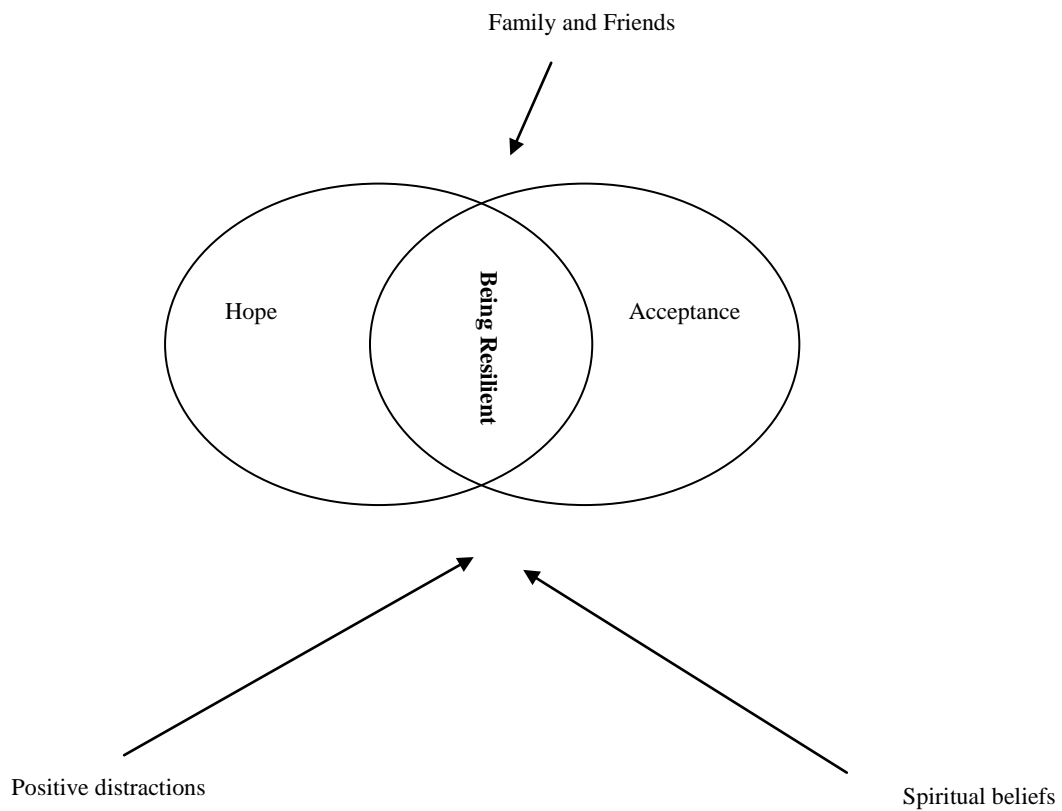 Family and Friends
Hope
Being Resilient
Acceptance
Positive distractions
Spiritual beliefs